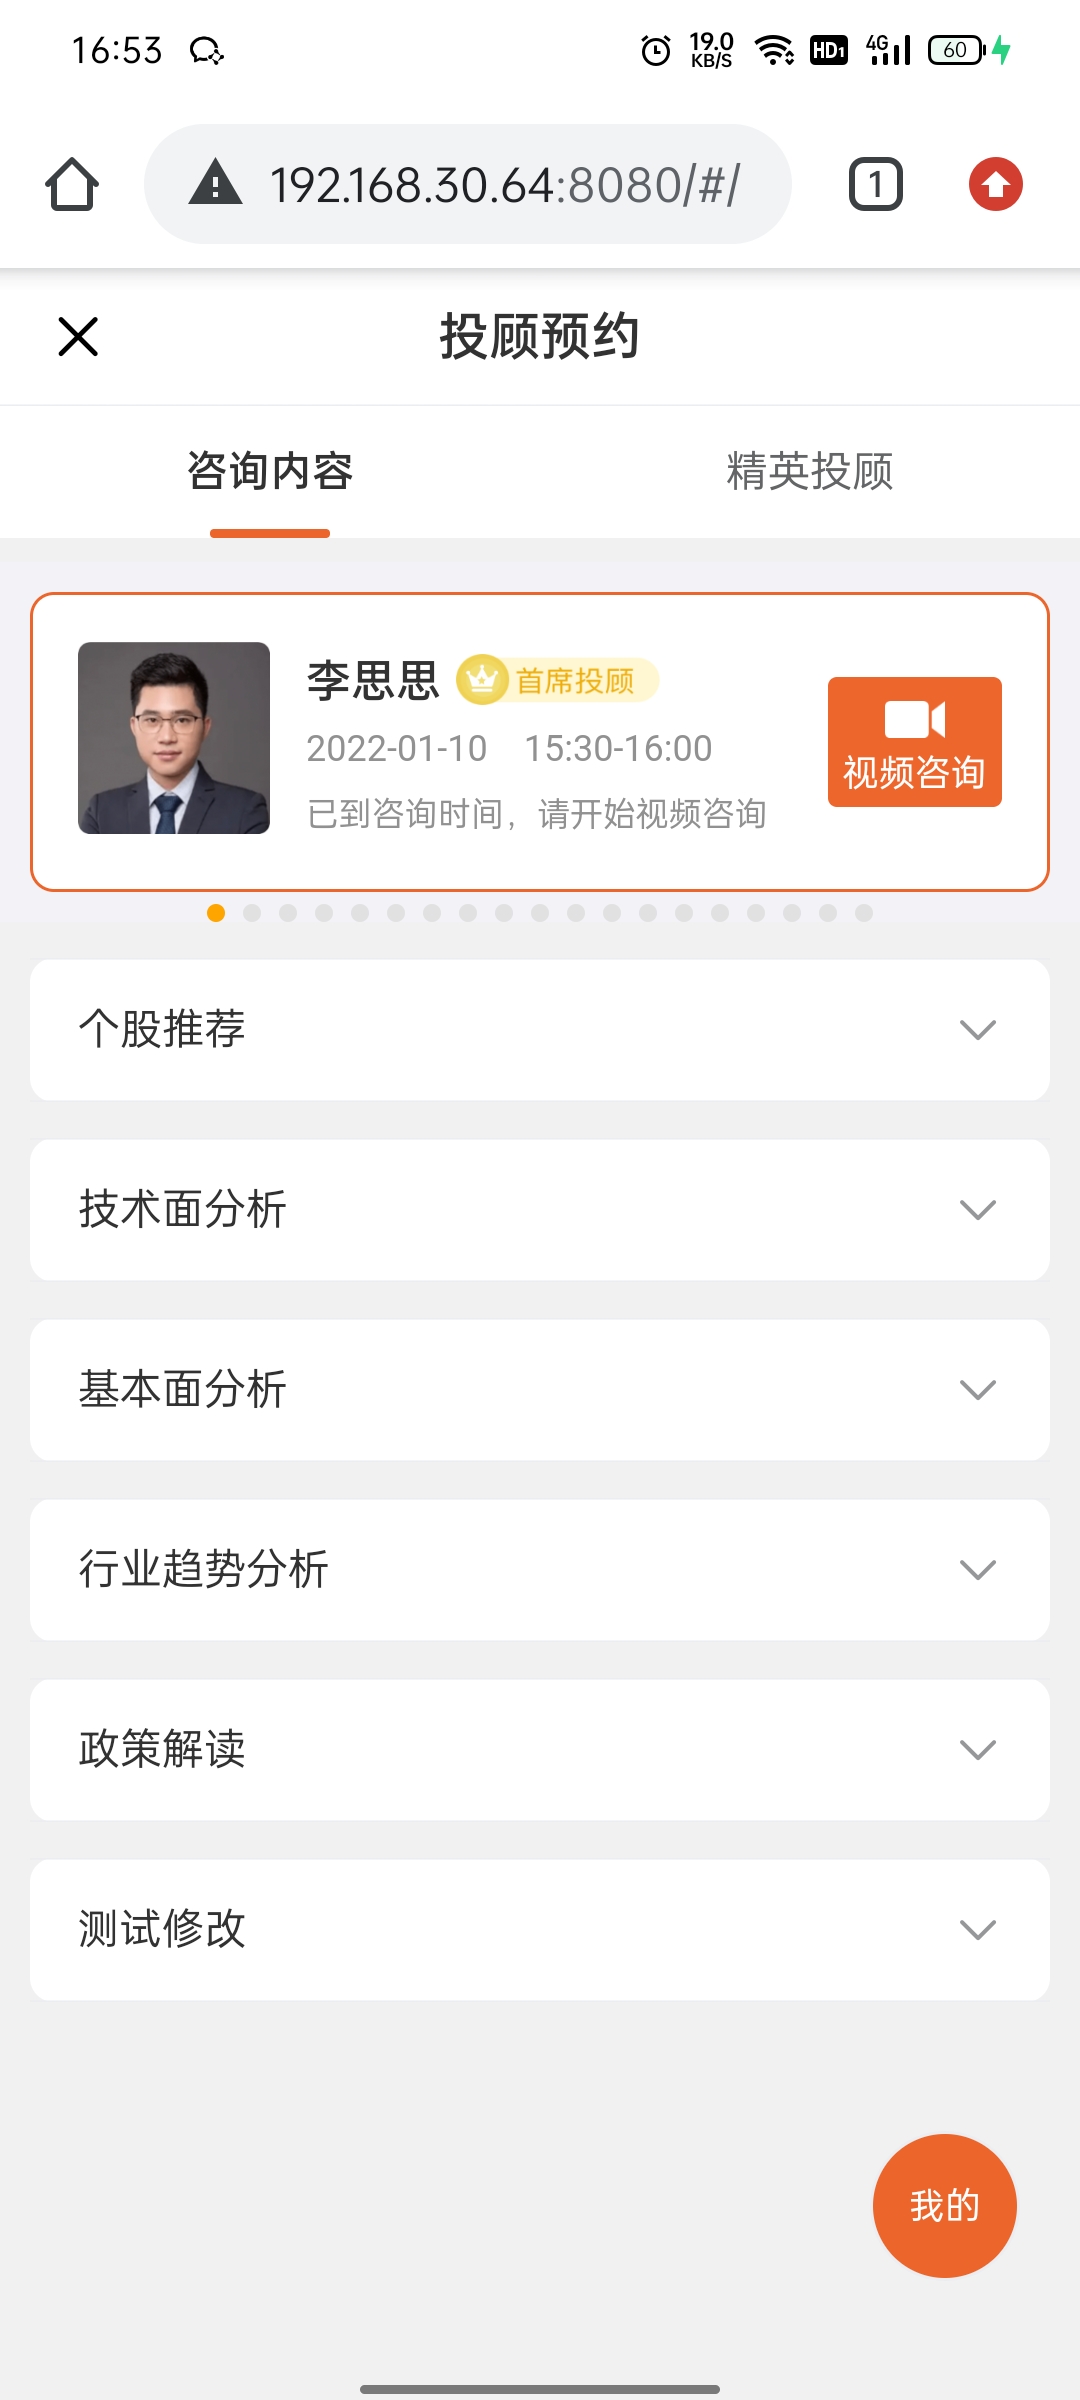 16:53
19.0
KB/S
HD1
4G
60
192.168.30.64:8080/#/
1
投顾预约
咨询内容
精英投顾
李思思
首席投顾
2022-01-10 15:30-16:00
已到咨询时间，请开始视频咨询
视频咨询
个股推荐
技术面分析
基本面分析
行业趋势分析
政策解读
测试修改
我的